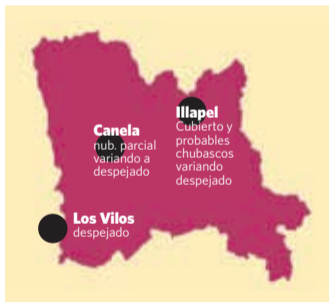 Illapel
Cubierto y
probables
chubascos
variando
despejado
Canela
nub. parcial
variando a
despejado
Los Vilos
despejado